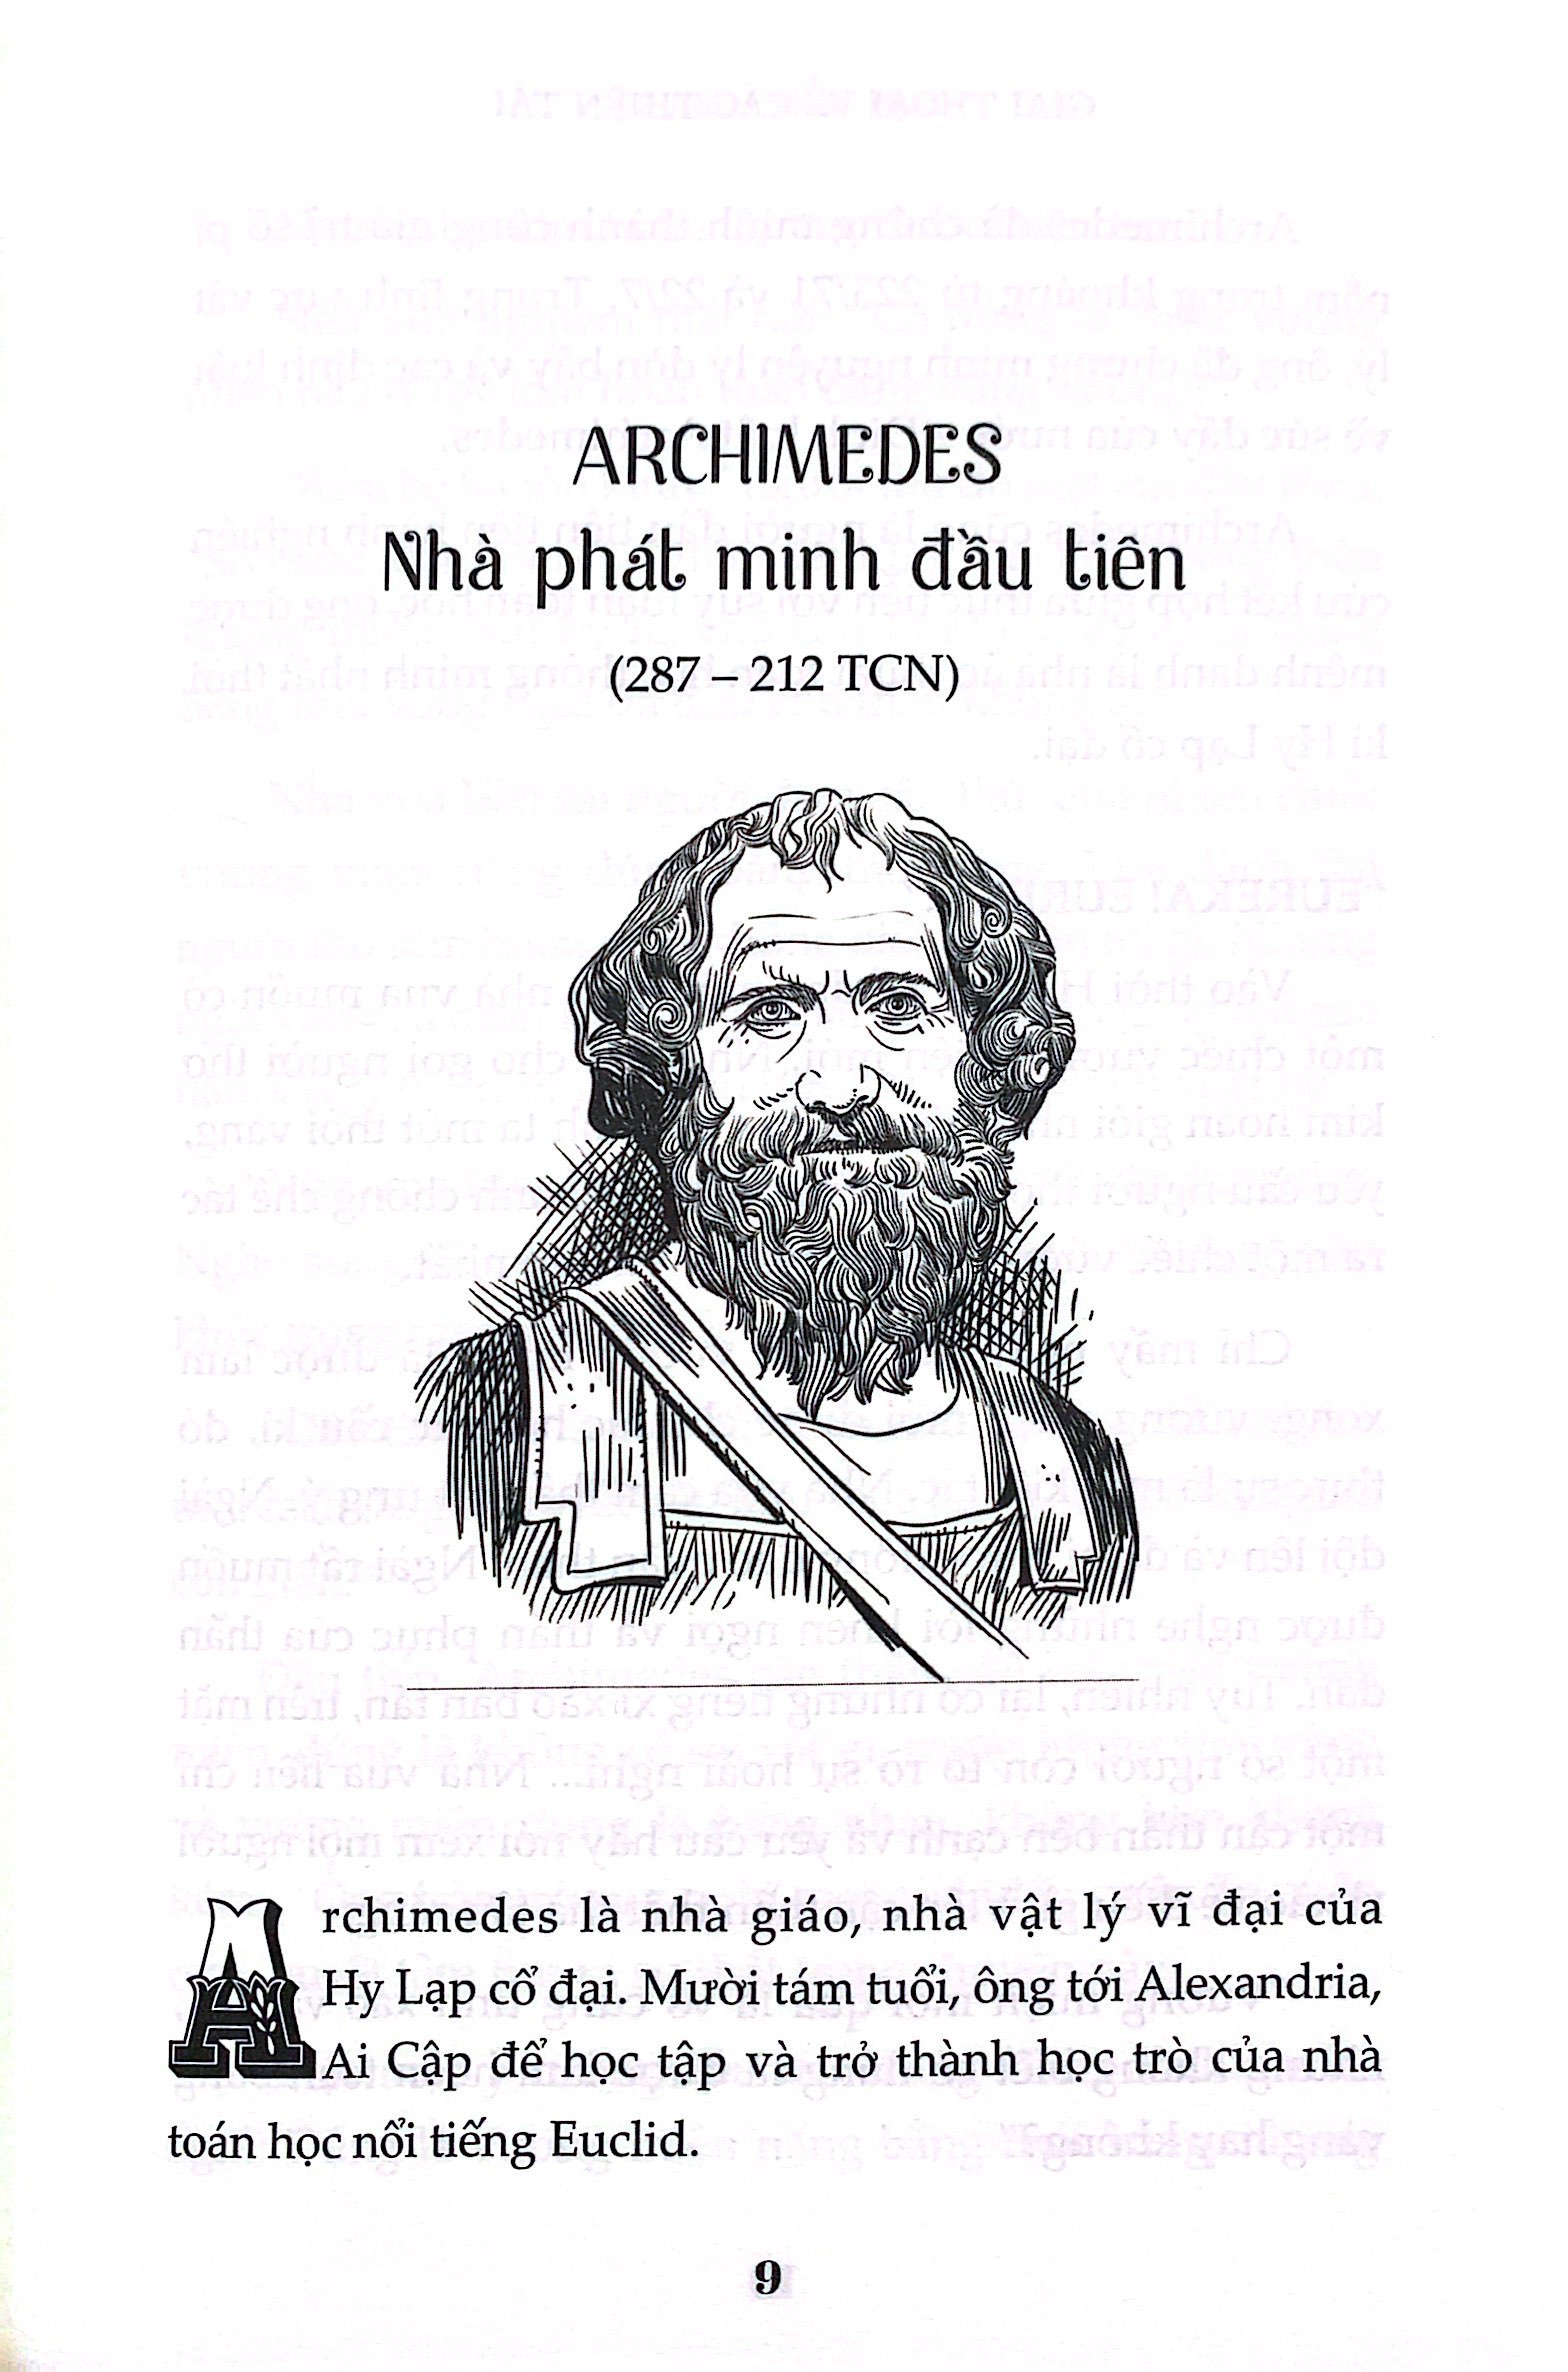 ARCHIMEDES
Nhà phát minh đầu tiên
(287 – 212 TCN)
Archimedes là nhà giáo, nhà vật lý vĩ đại của
Hy Lạp cổ đại. Mười tám tuổi, ông tới Alexandria,
Ai Cập để học tập và trở thành học trò của nhà
toán học nổi tiếng Euclid.
9